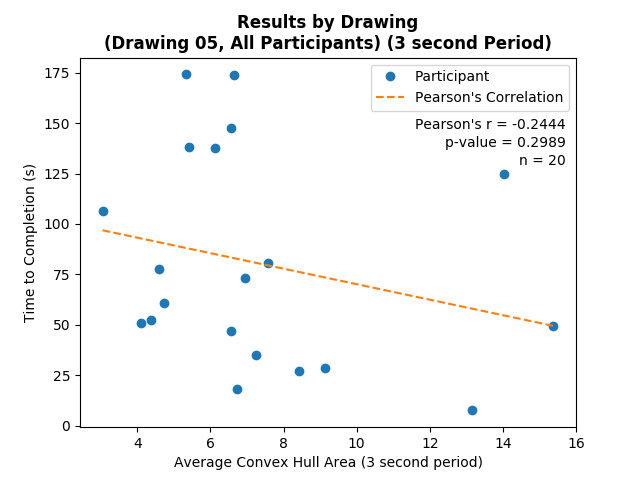 Results by Drawing
(Drawing 05, All Participants) (3 second Period)
Participant
Pearson's Correlation
Pearson's r = -0.2444
p-value = 0.2989
n = 20
Time to Completion (s)
175
150
125
100
75
50
25
0
4 6 8 10 12 14 16
Average Convex Hull Area (3 second period)